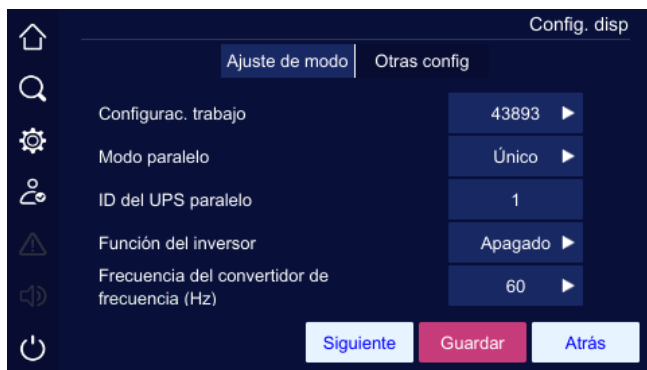 Config. disp
Ajuste de modo
Otras config
Configurac. trabajo
43893
Modo paralelo
Único
ID del UPS paralelo
1
Función del inversor
Apagado
Frecuencia del convertidor de
frecuencia (Hz)
60
Siguiente
Guardar
Atrás